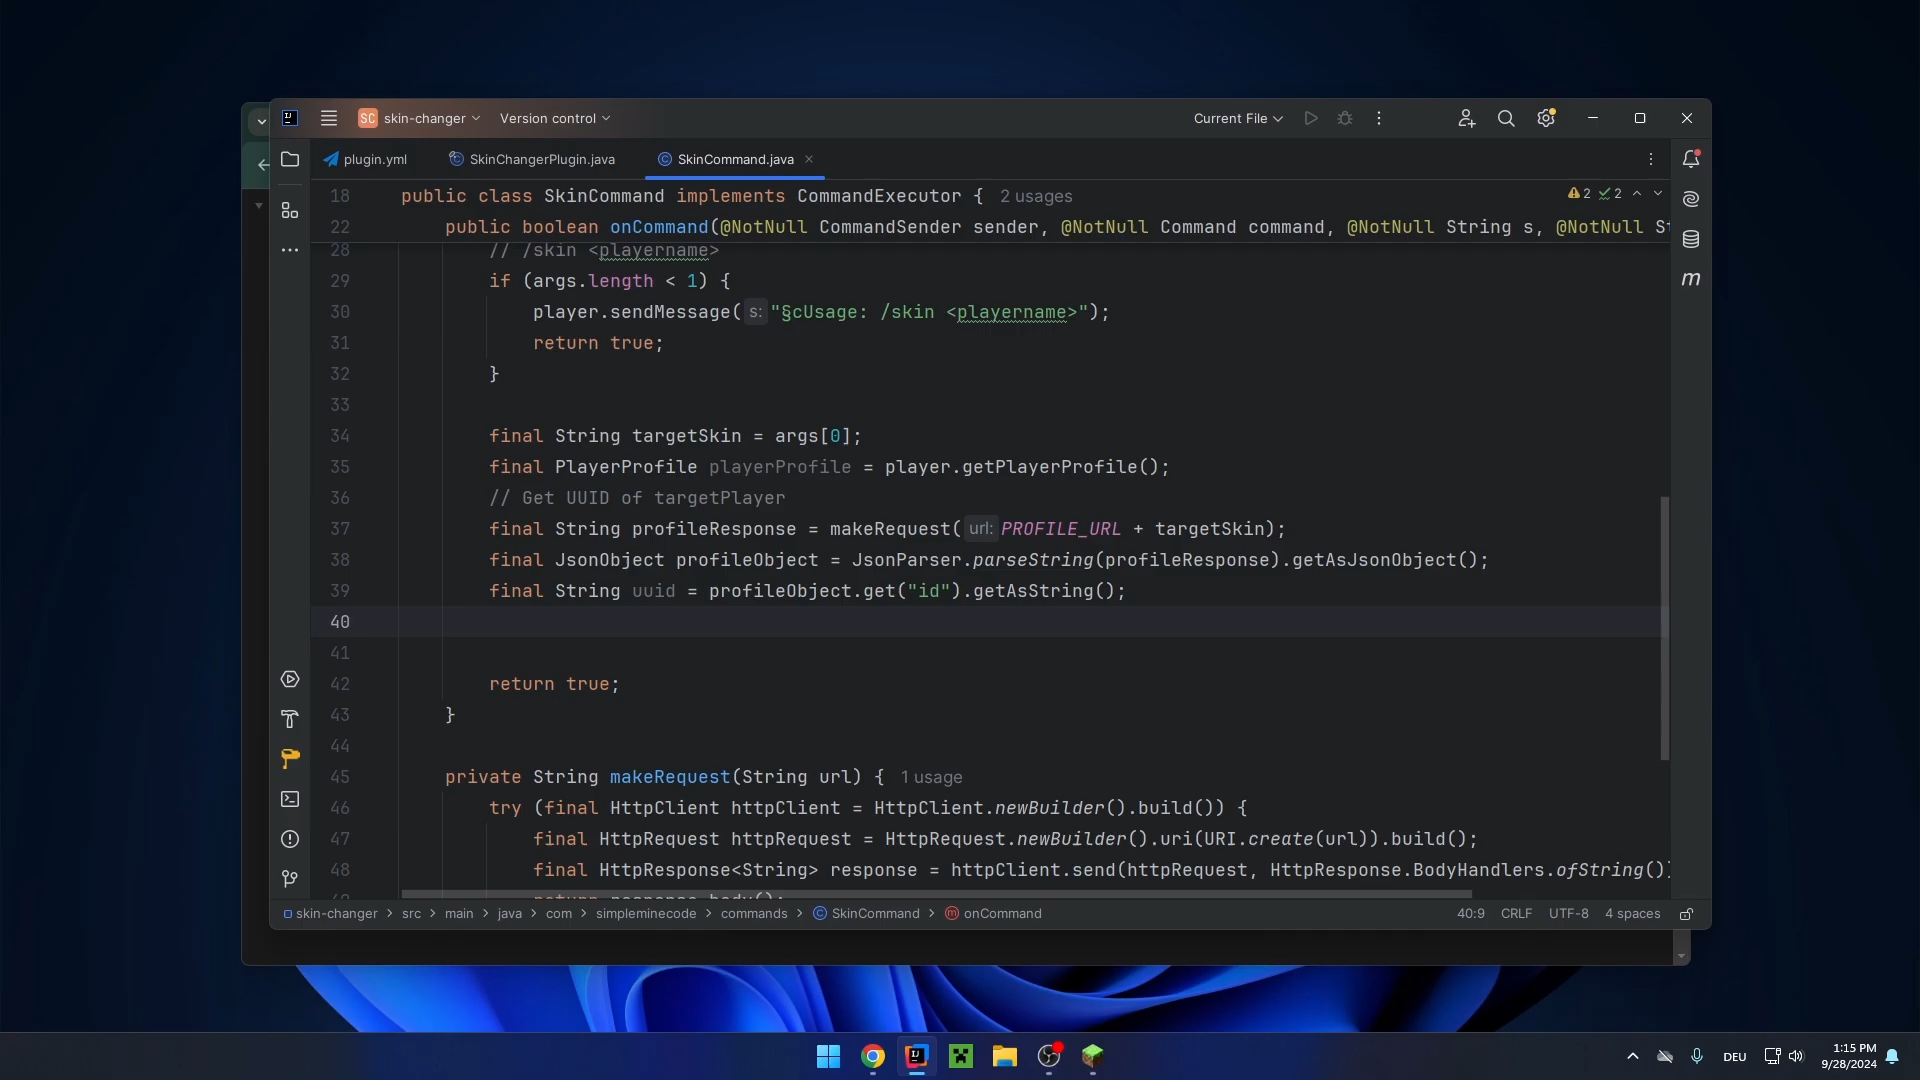 SC skin-changer Version control Current File
plugin.yml SkinChangerPlugin.java SkinCommand.java
18 public class SkinCommand implements CommandExecutor { 2 usages 2 2
22 public boolean onCommand(@NotNull CommandSender sender, @NotNull Command command, @NotNull String s, @NotNull St
28 // /skin <playername>
29 if (args.length < 1) {
30 player.sendMessage( s: "§cUsage: /skin <playername>");
31 return true;
32 }
33
34 final String targetSkin = args[0];
35 final PlayerProfile playerProfile = player.getPlayerProfile();
36 // Get UUID of targetPlayer
37 final String profileResponse = makeRequest( url: PROFILE_URL + targetSkin);
38 final JsonObject profileObject = JsonParser.parseString(profileResponse).getAsJsonObject();
39 final String uuid = profileObject.get("id").getAsString();
40
41
42 return true;
43 }
44
45 private String makeRequest(String url) { 1 usage
46 try (final HttpClient httpClient = HttpClient.newBuilder().build()) {
47 final HttpRequest httpRequest = HttpRequest.newBuilder().uri(URI.create(url)).build();
48 final HttpResponse<String> response = httpClient.send(httpRequest, HttpResponse.BodyHandlers.ofString()
skin-changer > src > main > java > com > simpleminecode > commands > SkinCommand > onCommand 40:9 CRLF UTF-8 4 spaces
DEU 1:15 PM
9/28/2024